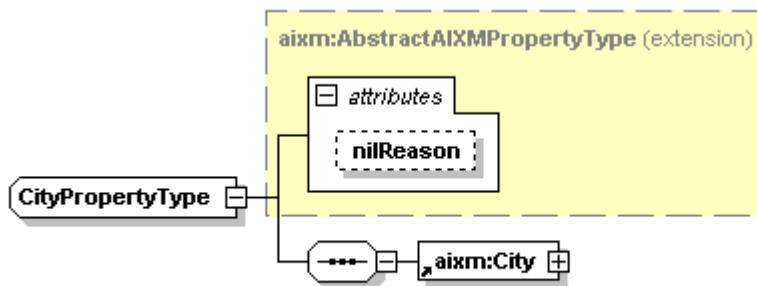 aixm:AbstractAIXMPropertyType (extension)
attributes
nilReason
CityPropertyType
aixm:City